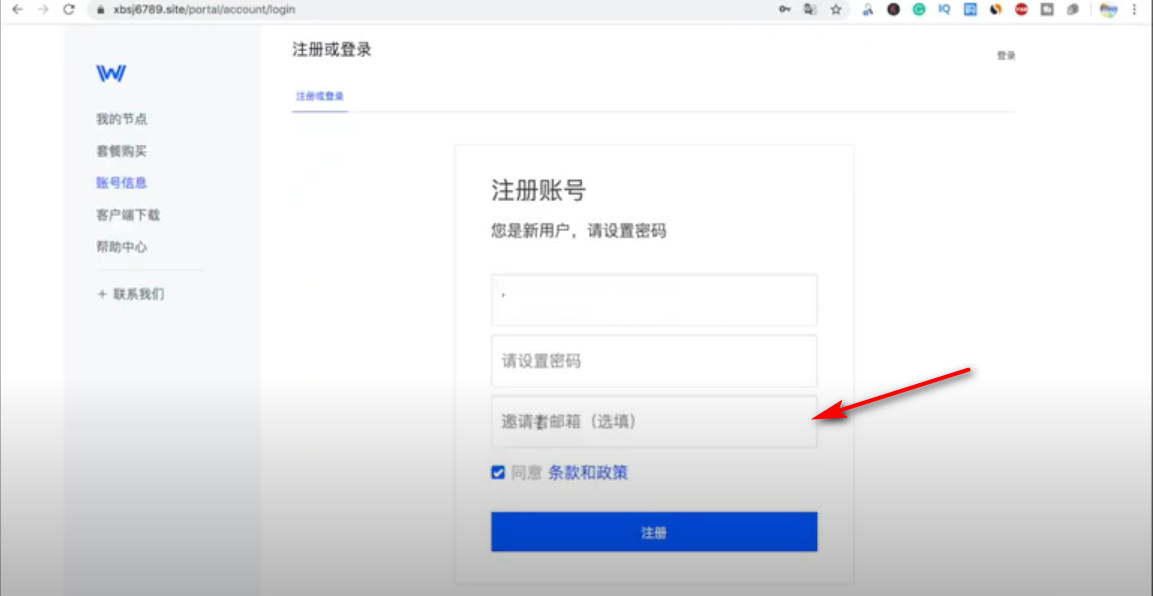 xbsj6789.site/portal/account/login
注册或登录
登录
注册或登录
我的节点
套餐购买
账号信息
客户端下载
帮助中心
+ 联系我们
注册账号
您是新用户，请设置密码
请设置密码
邀请者邮箱（选填）
同意 条款和政策
注册